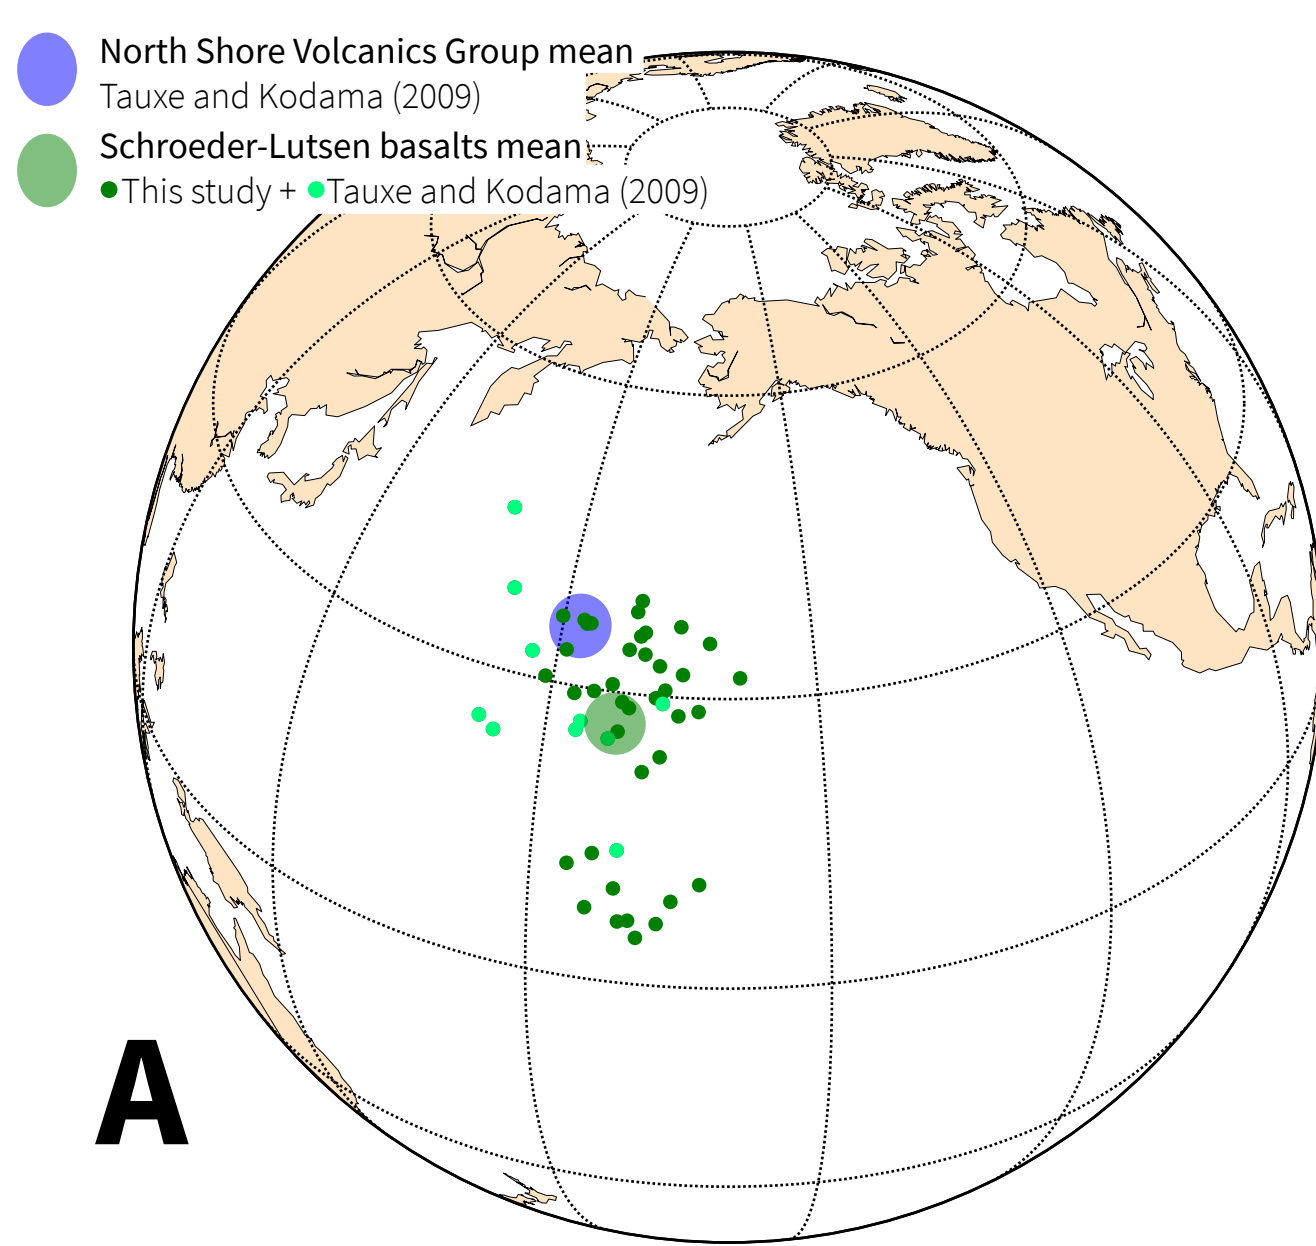 North Shore Volcanics Group mean
Tauxe and Kodama (2009)
Schroeder-Lutsen basalts mean
This study + Tauxe and Kodama (2009)
A